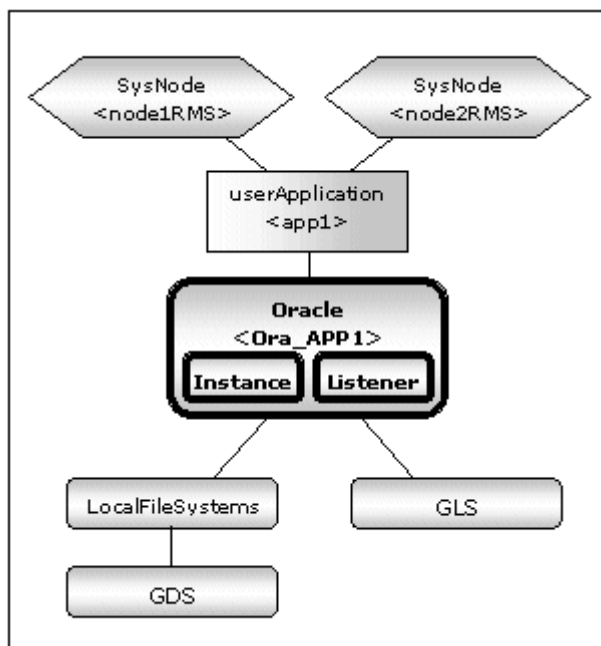 SysNode
<node1RMS>
SysNode
<node2RMS>
userApplication
<app1>
Oracle
<Ora_APP1>
Instance
Listener
LocalFileSystems
GLS
GDS